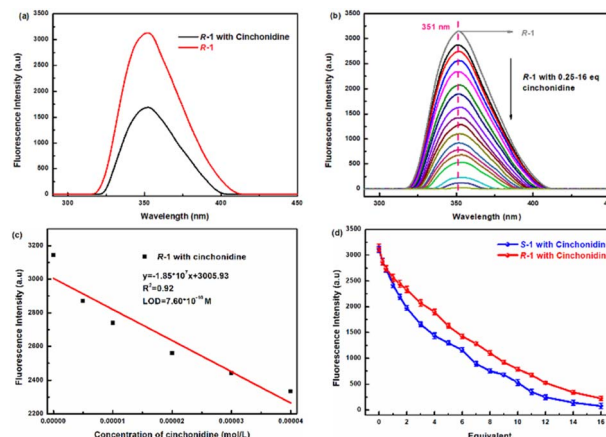 (a)
R-1 with Cinchonidine
R-1
Fluorescence Intensity (a.u)
3500
3000
2500
2000
1500
1000
500
0
300
350
400
450
Wavelength (nm)
(b)
351 nm
R-1
R-1 with 0.25-16 eq
cinchonidine
Fluorescence Intensity (a.u)
3500
3000
2500
2000
1500
1000
500
0
300
350
400
Wavelength (nm)
(c)
R-1 with cinchonidine
y=-1.85*10⁷x+3005.93
R²=0.92
Fluorescence Intensity (a.u)
3200
3000
2800
2600
2400
2200
0.00000
0.00001
0.00002
0.00003
0.00004
Concentration of cinchonidine (mol/L)
(d)
S-1 with Cinchonidin
R-1 with Cinchonidin
Fluorescence Intensity (a.u)
3500
3000
2500
2000
1500
1000
500
0
0
2
4
6
8
10
12
14
16
Equivalent